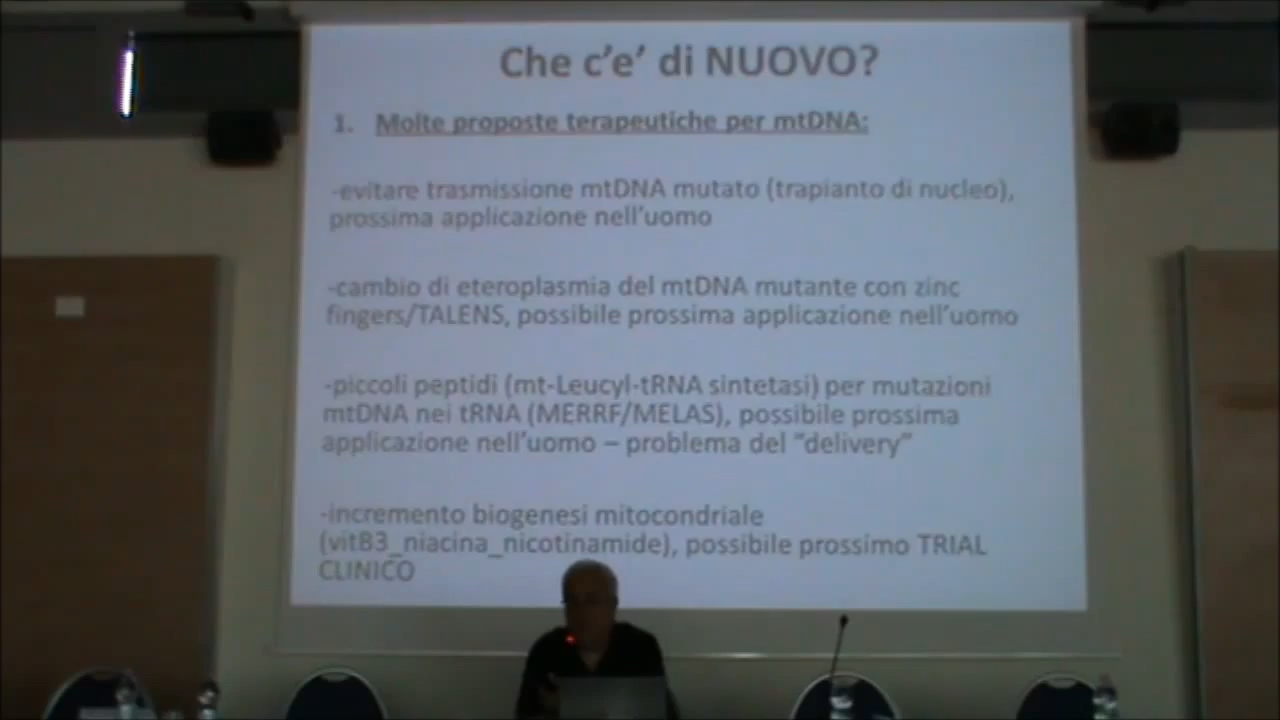 Che c'e' di NUOVO?
1. Molte proposte terapeutiche per mtDNA:
-evitare trasmissione mtDNA mutato (trapianto di nucleo),
prossima applicazione nell'uomo
-cambio di eteroplasmia del mtDNA mutante con zinc
fingers/TALENS, possibile prossima applicazione nell'uomo
-piccoli peptidi (mt-Leucyl-tRNA sintetasi) per mutazioni
mtDNA nei tRNA (MERRF/MELAS), possibile prossima
applicazione nell'uomo – problema del "delivery"
-incremento biogenesi mitocondriale
(vitB3_niacina_nicotinamide), possibile prossimo TRIAL
CLINICO